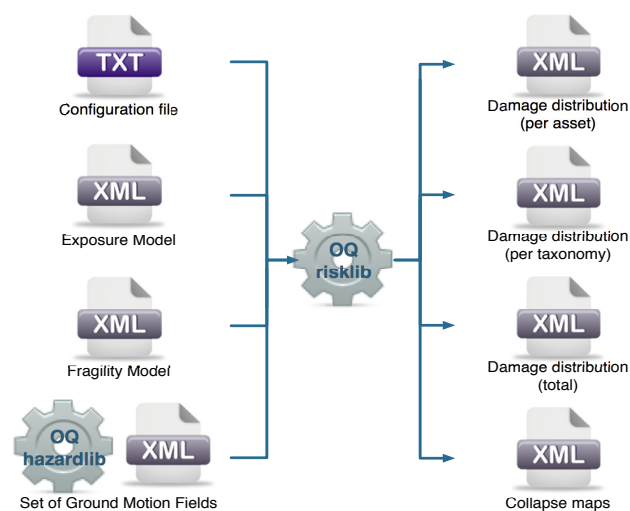 TXT
Configuration file
XML
Exposure Model
XML
Fragility Model
OQ
hazardlib
XML
Set of Ground Motion Fields
OQ
risklib
XML
Damage distribution
(per asset)
XML
Damage distribution
(per taxonomy)
XML
Damage distribution
(total)
XML
Collapse maps